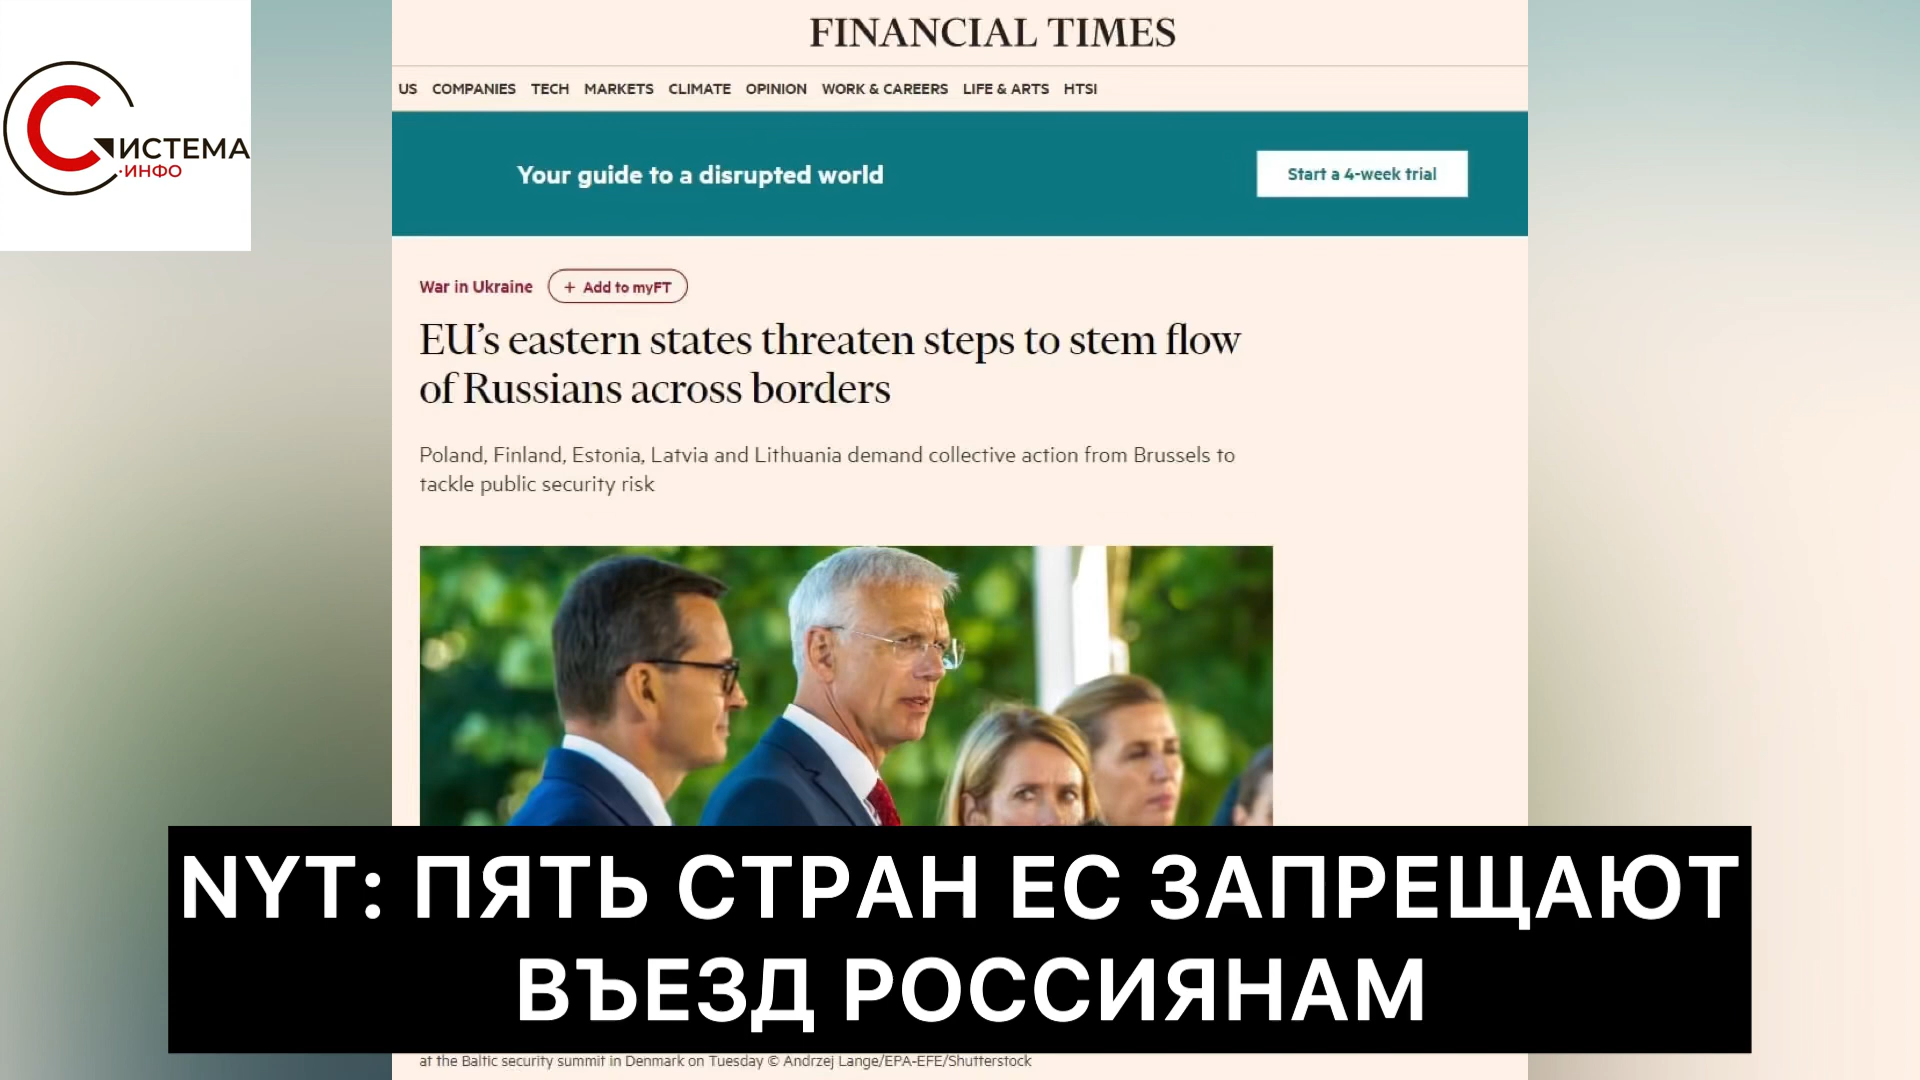 FINANCIAL TIMES
US COMPANIES TECH MARKETS CLIMATE OPINION WORK & CAREERS LIFE & ARTS HTSI
СИСТЕМА
·ИНФО
Your guide to a disrupted world
Start a 4-week trial
War in Ukraine
+ Add to myFT
EU’s eastern states threaten steps to stem flow
of Russians across borders
Poland, Finland, Estonia, Latvia and Lithuania demand collective action from Brussels to
tackle public security risk
NYT: ПЯТЬ СТРАН ЕС ЗАПРЕЩАЮТ
ВЪЕЗД РОССИЯНАМ
at the Baltic security summit in Denmark on Tuesday © Andrzej Lange/EPA-EFE/Shutterstock